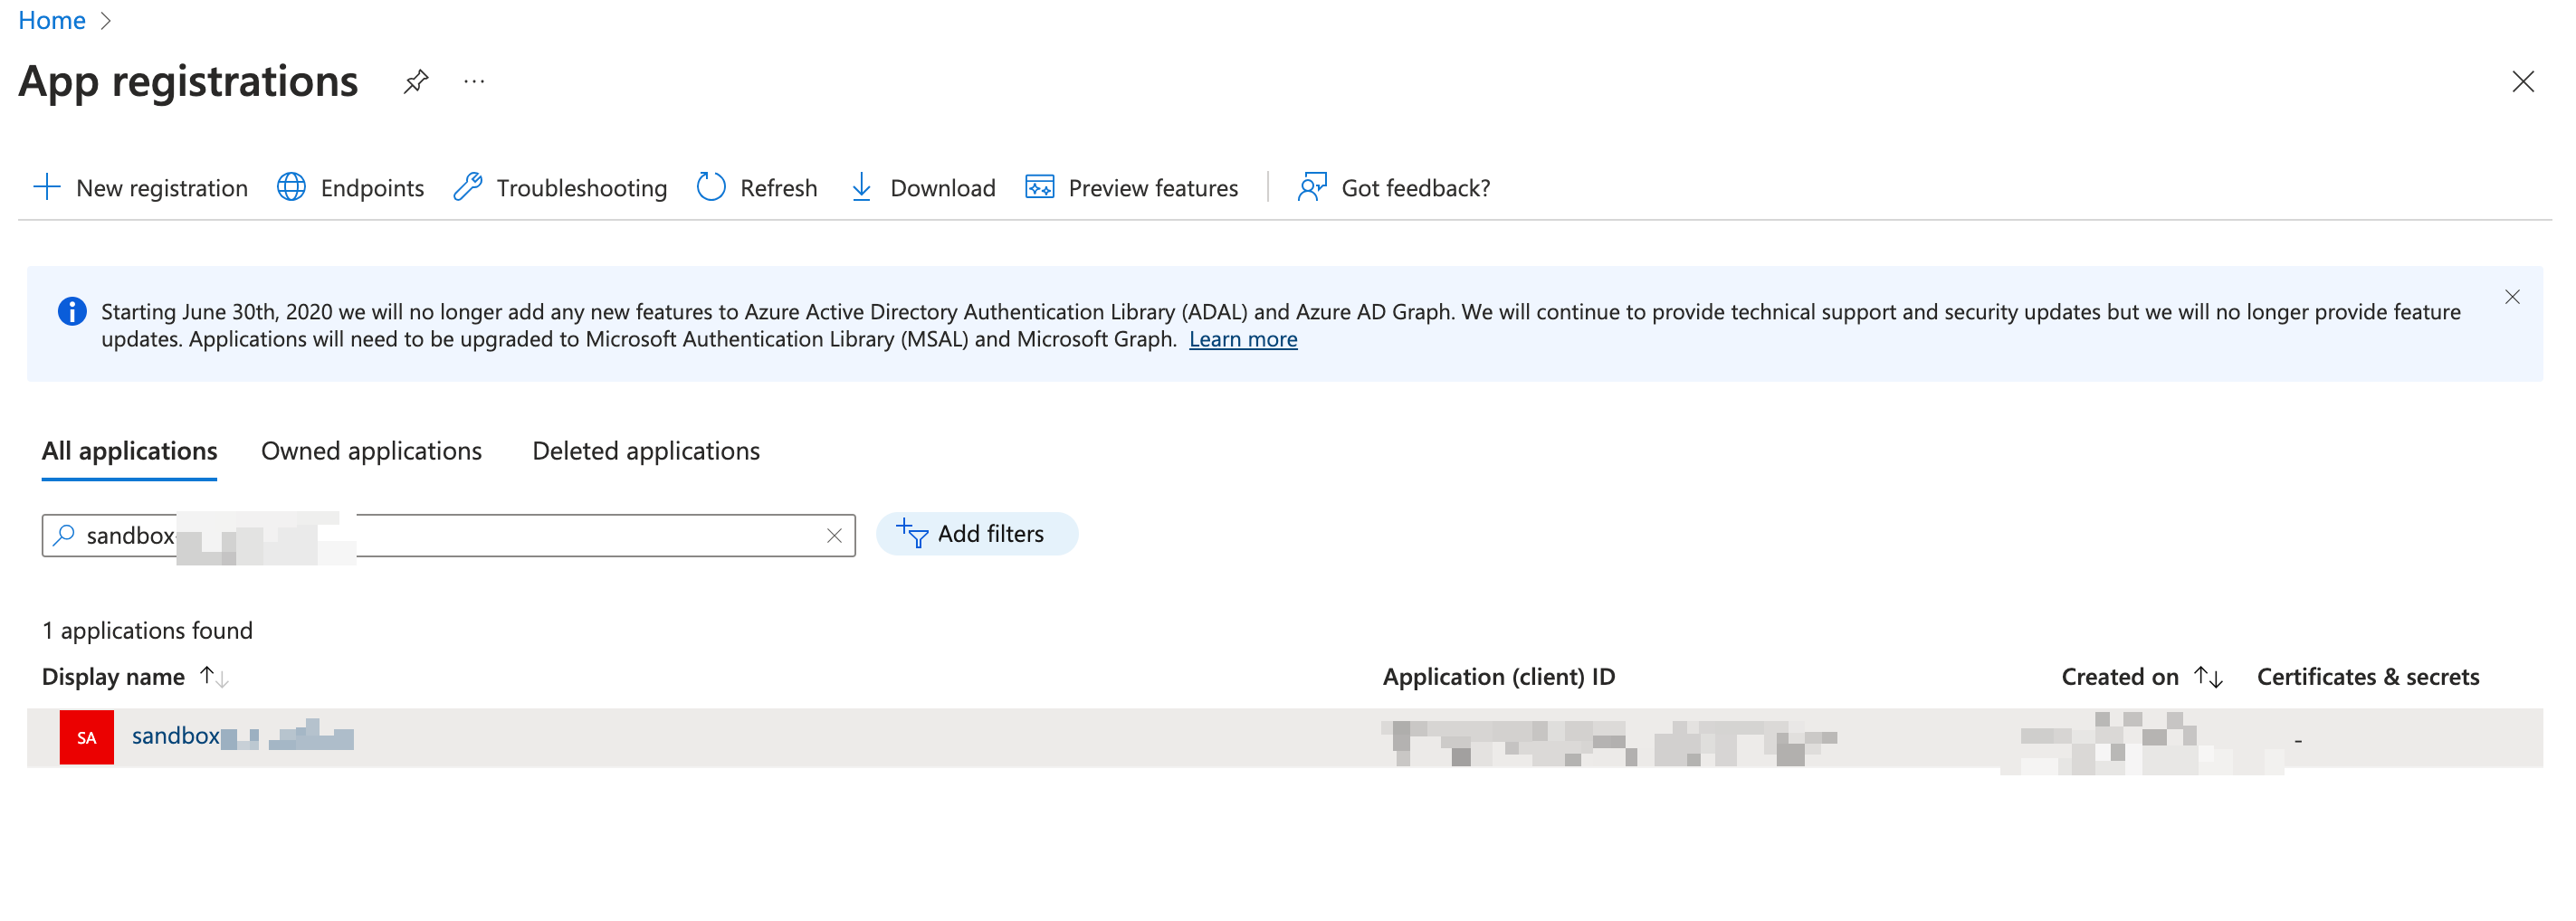 Home
App registrations
New registration Endpoints Troubleshooting Refresh Download Preview features Got feedback?
Starting June 30th, 2020 we will no longer add any new features to Azure Active Directory Authentication Library (ADAL) and Azure AD Graph. We will continue to provide technical support and security updates but we will no longer provide feature
updates. Applications will need to be upgraded to Microsoft Authentication Library (MSAL) and Microsoft Graph. Learn more
All applications Owned applications Deleted applications
sandbox Add filters
1 applications found
Display name Application (client) ID Created on Certificates & secrets
SA sandbox -